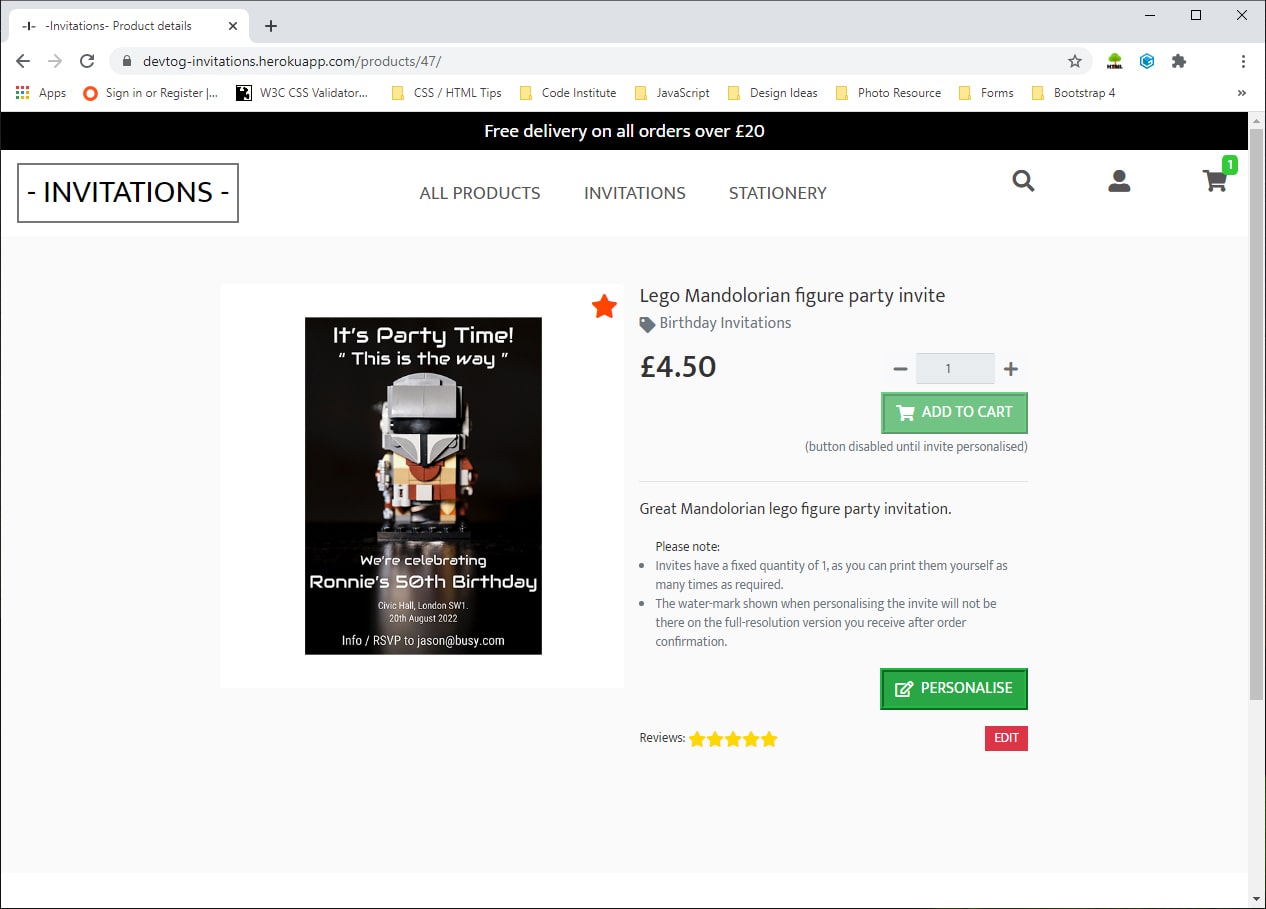 -I- -Invitations- Product details
devtog-invitations.herokuapp.com/products/47/
Apps Sign in or Register |... W3C CSS Validator... CSS / HTML Tips Code Institute JavaScript Design Ideas Photo Resource Forms Bootstrap 4 »
Free delivery on all orders over £20
- INVITATIONS -
ALL PRODUCTS INVITATIONS STATIONERY
1
It's Party Time!
“ This is the way ”
We're celebrating
Ronnie's 50th Birthday
Civic Hall, London SW1.
20th August 2022
Info / RSVP to jason@busy.com
Lego Mandolorian figure party invite
Birthday Invitations
£4.50
1
ADD TO CART
(button disabled until invite personalised)
Great Mandolorian lego figure party invitation.
Please note:
Invites have a fixed quantity of 1, as you can print them yourself as
many times as required.
The water-mark shown when personalising the invite will not be
there on the full-resolution version you receive after order
confirmation.
PERSONALISE
Reviews:
EDIT